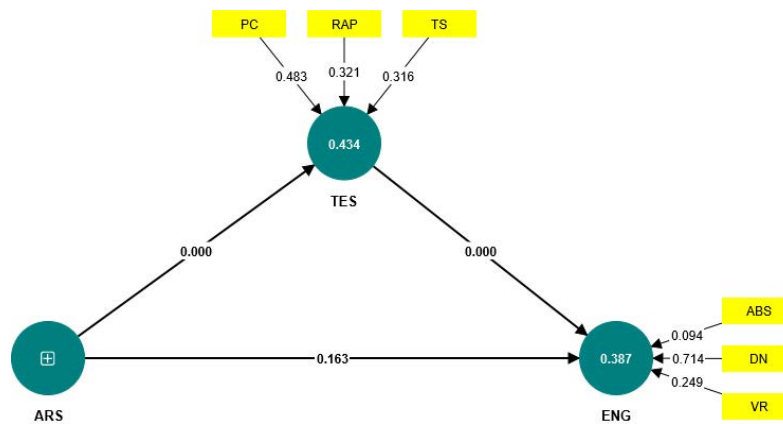 PC RAP TS
0.483 0.321 0.316
0.434
TES
0.000 0.000
ABS
0.094
0.163 0.387 0.714 DN
0.249
VR
ARS ENG